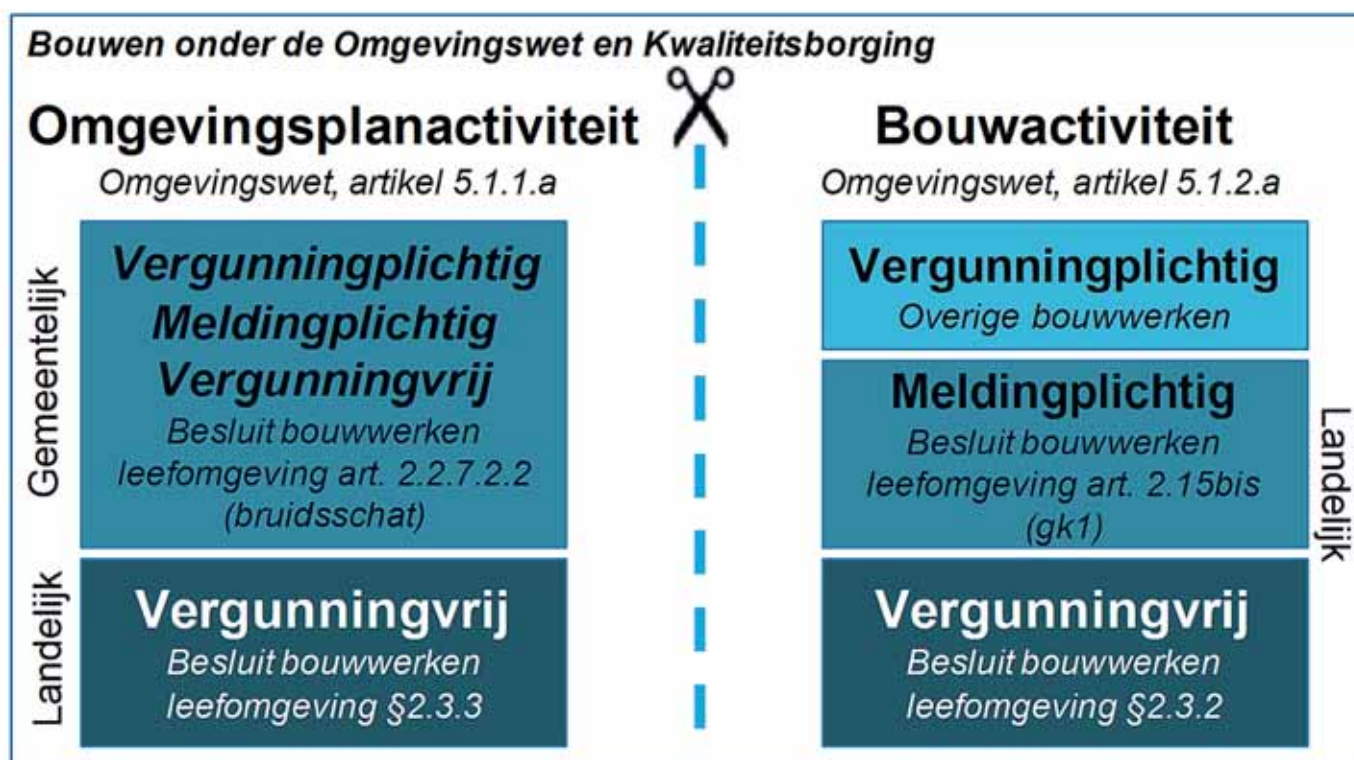 Bouwen onder de Omgevingswet en Kwaliteitsborging
Omgevingsplanactiviteit
Omgevingswet, artikel 5.1.1.a
Gemeentelijk
Vergunningplichtig
Meldingplichtig
Vergunningvrij
Besluit bouwwerken
leefomgeving art. 2.2.7.2.2
(bruidsschat)
Landelijk
Vergunningvrij
Besluit bouwwerken
leefomgeving §2.3.3
Bouwactiviteit
Omgevingswet, artikel 5.1.2.a
Vergunningplichtig
Overige bouwwerken
Meldingplichtig
Besluit bouwwerken
leefomgeving art. 2.15bis
(gk1)
Vergunningvrij
Besluit bouwwerken
leefomgeving §2.3.2
Landelijk